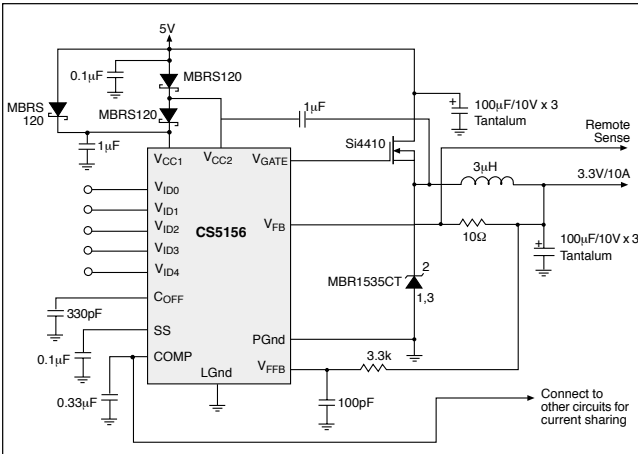 5V
0.1µF
MBRS120
MBRS
120
MBRS120
1µF
1µF
100µF/10V x 3
Tantalum
Remote
Sense
Si4410
3µH
3.3V/10A
VCC1
VCC2
VGATE
VID0
VID1
VID2
VID3
VID4
CS5156
VFB
10Ω
100µF/10V x 3
Tantalum
MBR1535CT
2
1,3
COFF
330pF
SS
0.1µF
COMP
PGnd
VFFB
3.3k
LGnd
0.33µF
100pF
Connect to
other circuits for
current sharing